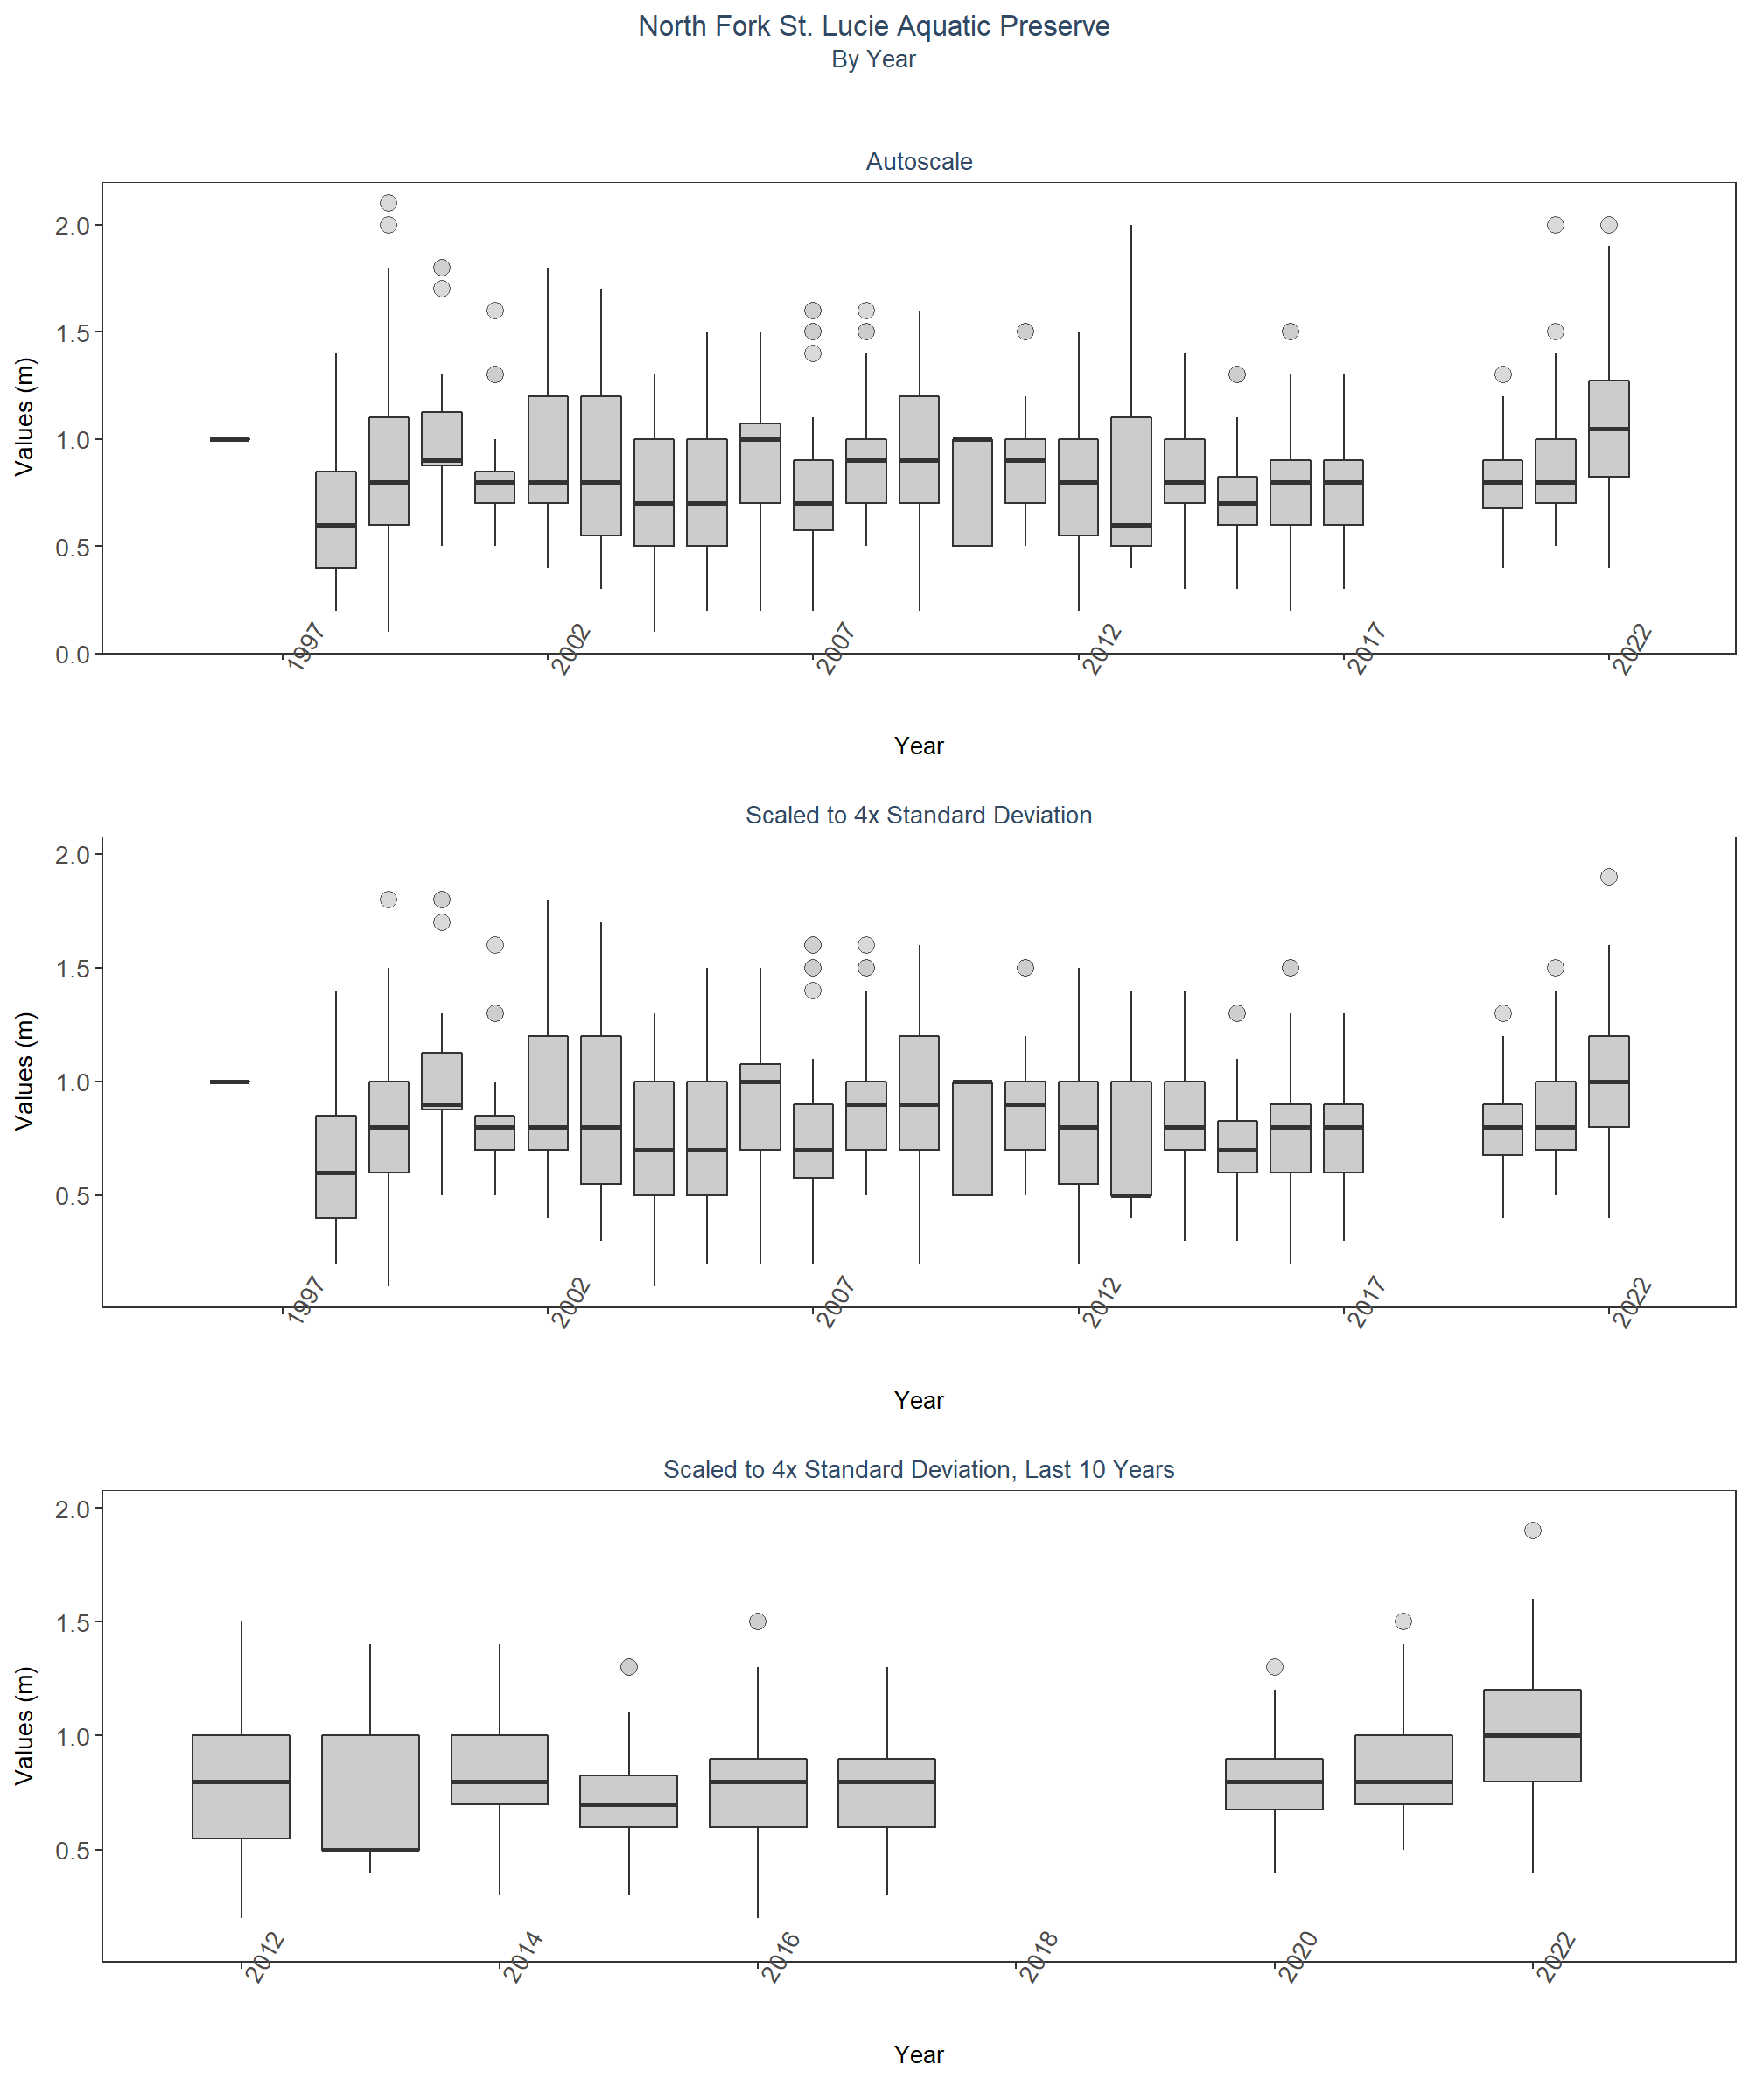 North Fork St. Lucie Aquatic Preserve
By Year
Autoscale
Values (m)
2.0
1.5
1.0
0.5
0.0
1997
2002
2007
2012
2017
2022
Year
Scaled to 4x Standard Deviation
Values (m)
2.0
1.5
1.0
0.5
1997
2002
2007
2012
2017
2022
Year
Scaled to 4x Standard Deviation, Last 10 Years
Values (m)
2.0
1.5
1.0
0.5
2012
2014
2016
2018
2020
2022
Year